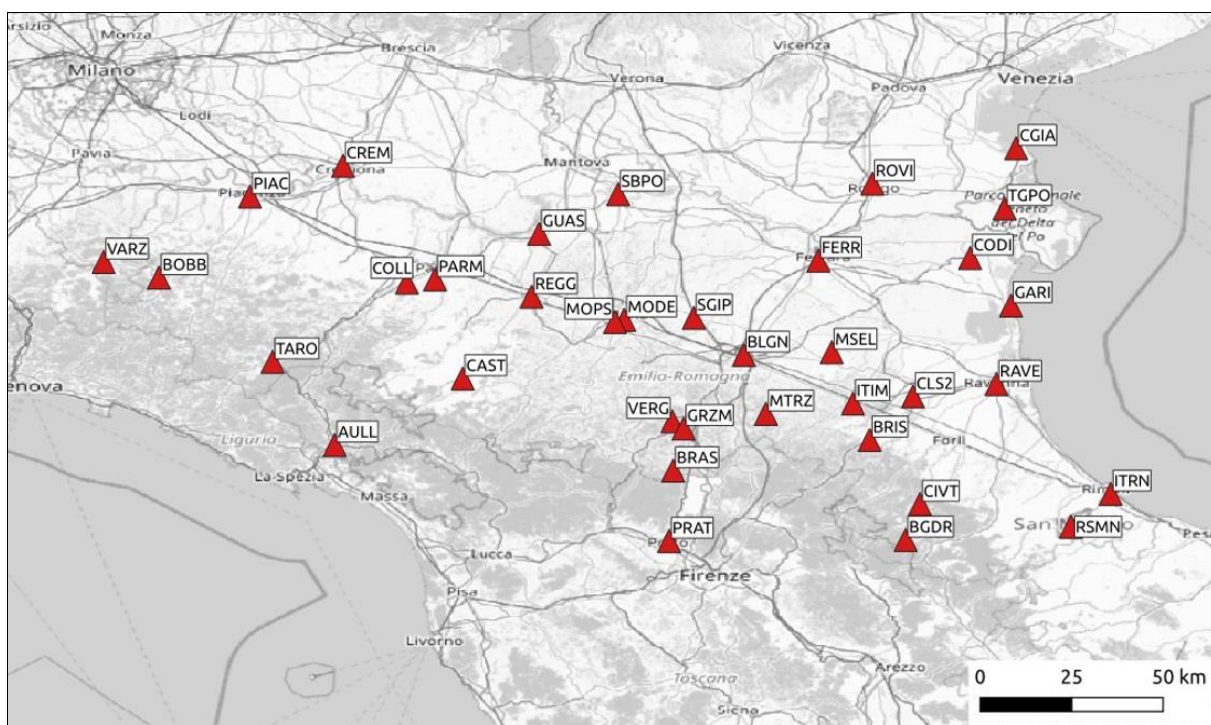 Monza
Milano
Brescia
Vicenza
Verona
Padova
Venezia
Lodi
Pavia
CREM
Mantova
CGIA
PIAC
SBPO
ROVI
TGPO
GUAS
VARZ
BOBB
COLL
PARM
FERR
CODI
REGG
MOPS
MODE
SGIP
GARI
BLGN
MSEL
TARO
CAST
Emilia-Romagna
RAVE
enova
VERG
GRZM
MTRZ
ITIM
CLS2
BRIS
Forlì
Liguria
AULL
La Spezia
Massa
BRAS
CIVT
ITRN
PRAT
BGDR
RSMN
San
Pes
Lucca
Firenze
Pisa
Livorno
Arezzo
Toscana
Siena
0 25 50 km